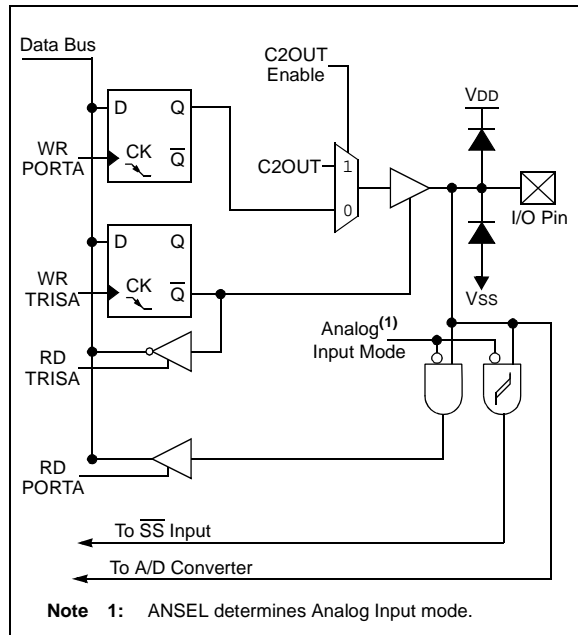 Data Bus
C2OUT
Enable
VDD
D Q
WR
PORTA
CK Q
C2OUT
1
0
I/O Pin
D Q
WR
TRISA
CK Q
VSS
Analog(1)
Input Mode
RD
TRISA
RD
PORTA
To SS Input
To A/D Converter
Note 1: ANSEL determines Analog Input mode.